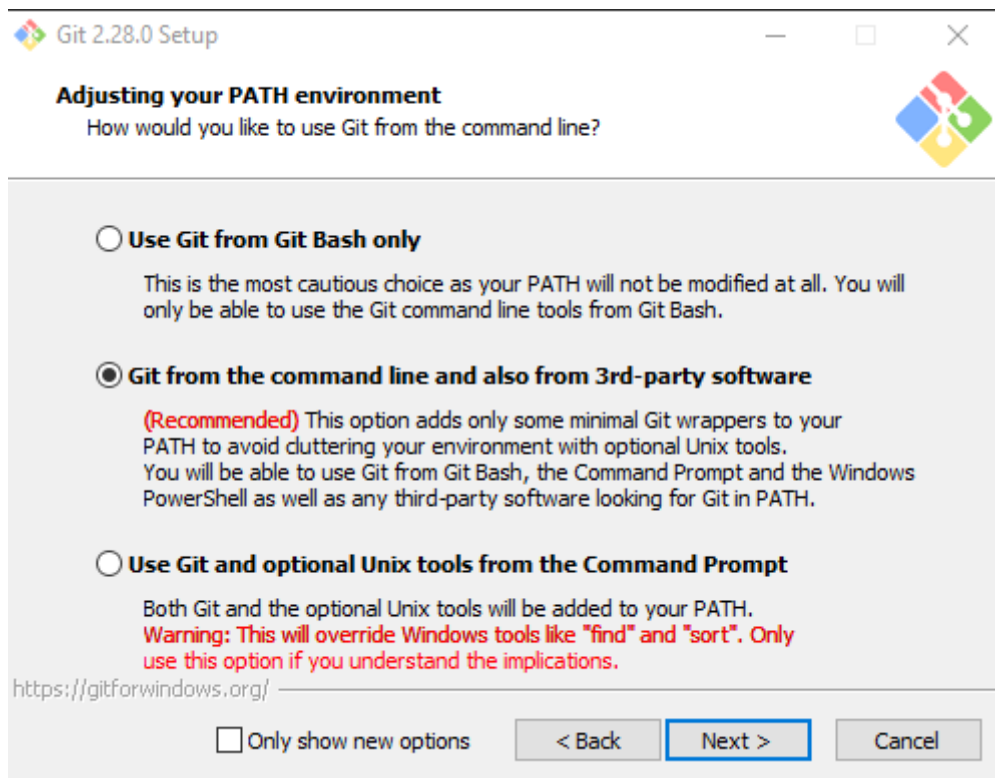 Git 2.28.0 Setup
Adjusting your PATH environment
How would you like to use Git from the command line?
Use Git from Git Bash only
This is the most cautious choice as your PATH will not be modified at all. You will
only be able to use the Git command line tools from Git Bash.
Git from the command line and also from 3rd-party software
(Recommended) This option adds only some minimal Git wrappers to your
PATH to avoid cluttering your environment with optional Unix tools.
You will be able to use Git from Git Bash, the Command Prompt and the Windows
PowerShell as well as any third-party software looking for Git in PATH.
Use Git and optional Unix tools from the Command Prompt
Both Git and the optional Unix tools will be added to your PATH.
Warning: This will override Windows tools like "find" and "sort". Only
use this option if you understand the implications.
https://gitforwindows.org/
Only show new options
< Back
Next >
Cancel